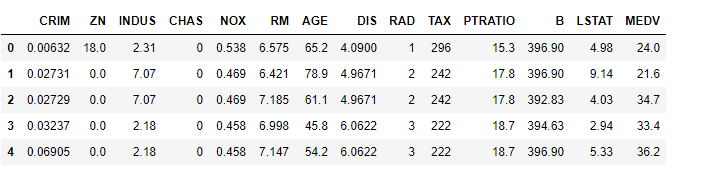 CRIM ZN INDUS CHAS NOX RM AGE DIS RAD TAX PTRATIO B LSTAT MEDV
0 0.00632 18.0 2.31 0 0.538 6.575 65.2 4.0900 1 296 15.3 396.90 4.98 24.0
1 0.02731 0.0 7.07 0 0.469 6.421 78.9 4.9671 2 242 17.8 396.90 9.14 21.6
2 0.02729 0.0 7.07 0 0.469 7.185 61.1 4.9671 2 242 17.8 392.83 4.03 34.7
3 0.03237 0.0 2.18 0 0.458 6.998 45.8 6.0622 3 222 18.7 394.63 2.94 33.4
4 0.06905 0.0 2.18 0 0.458 7.147 54.2 6.0622 3 222 18.7 396.90 5.33 36.2